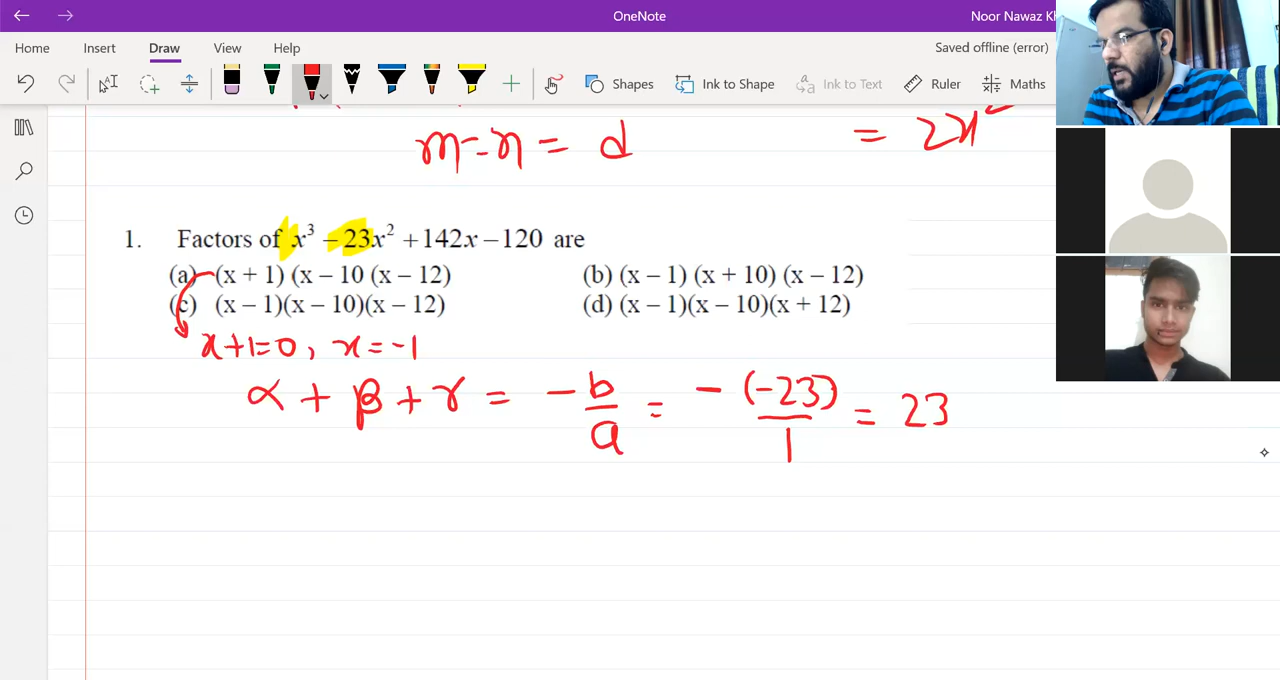 OneNote
Noor Nawaz Kh
Home Insert Draw View Help Saved offline (error)
Shapes Ink to Shape Ink to Text Ruler Maths
m - n = d = 2x²
1. Factors of x³ – 23x² + 142x – 120 are
(a) (x + 1) (x – 10 (x – 12) (b) (x – 1) (x + 10) (x – 12)
(c) (x – 1)(x – 10)(x – 12) (d) (x – 1)(x – 10)(x + 12)
x+1=0, x=-1
α + β + γ = -b/a = -(-23)/1 = 23